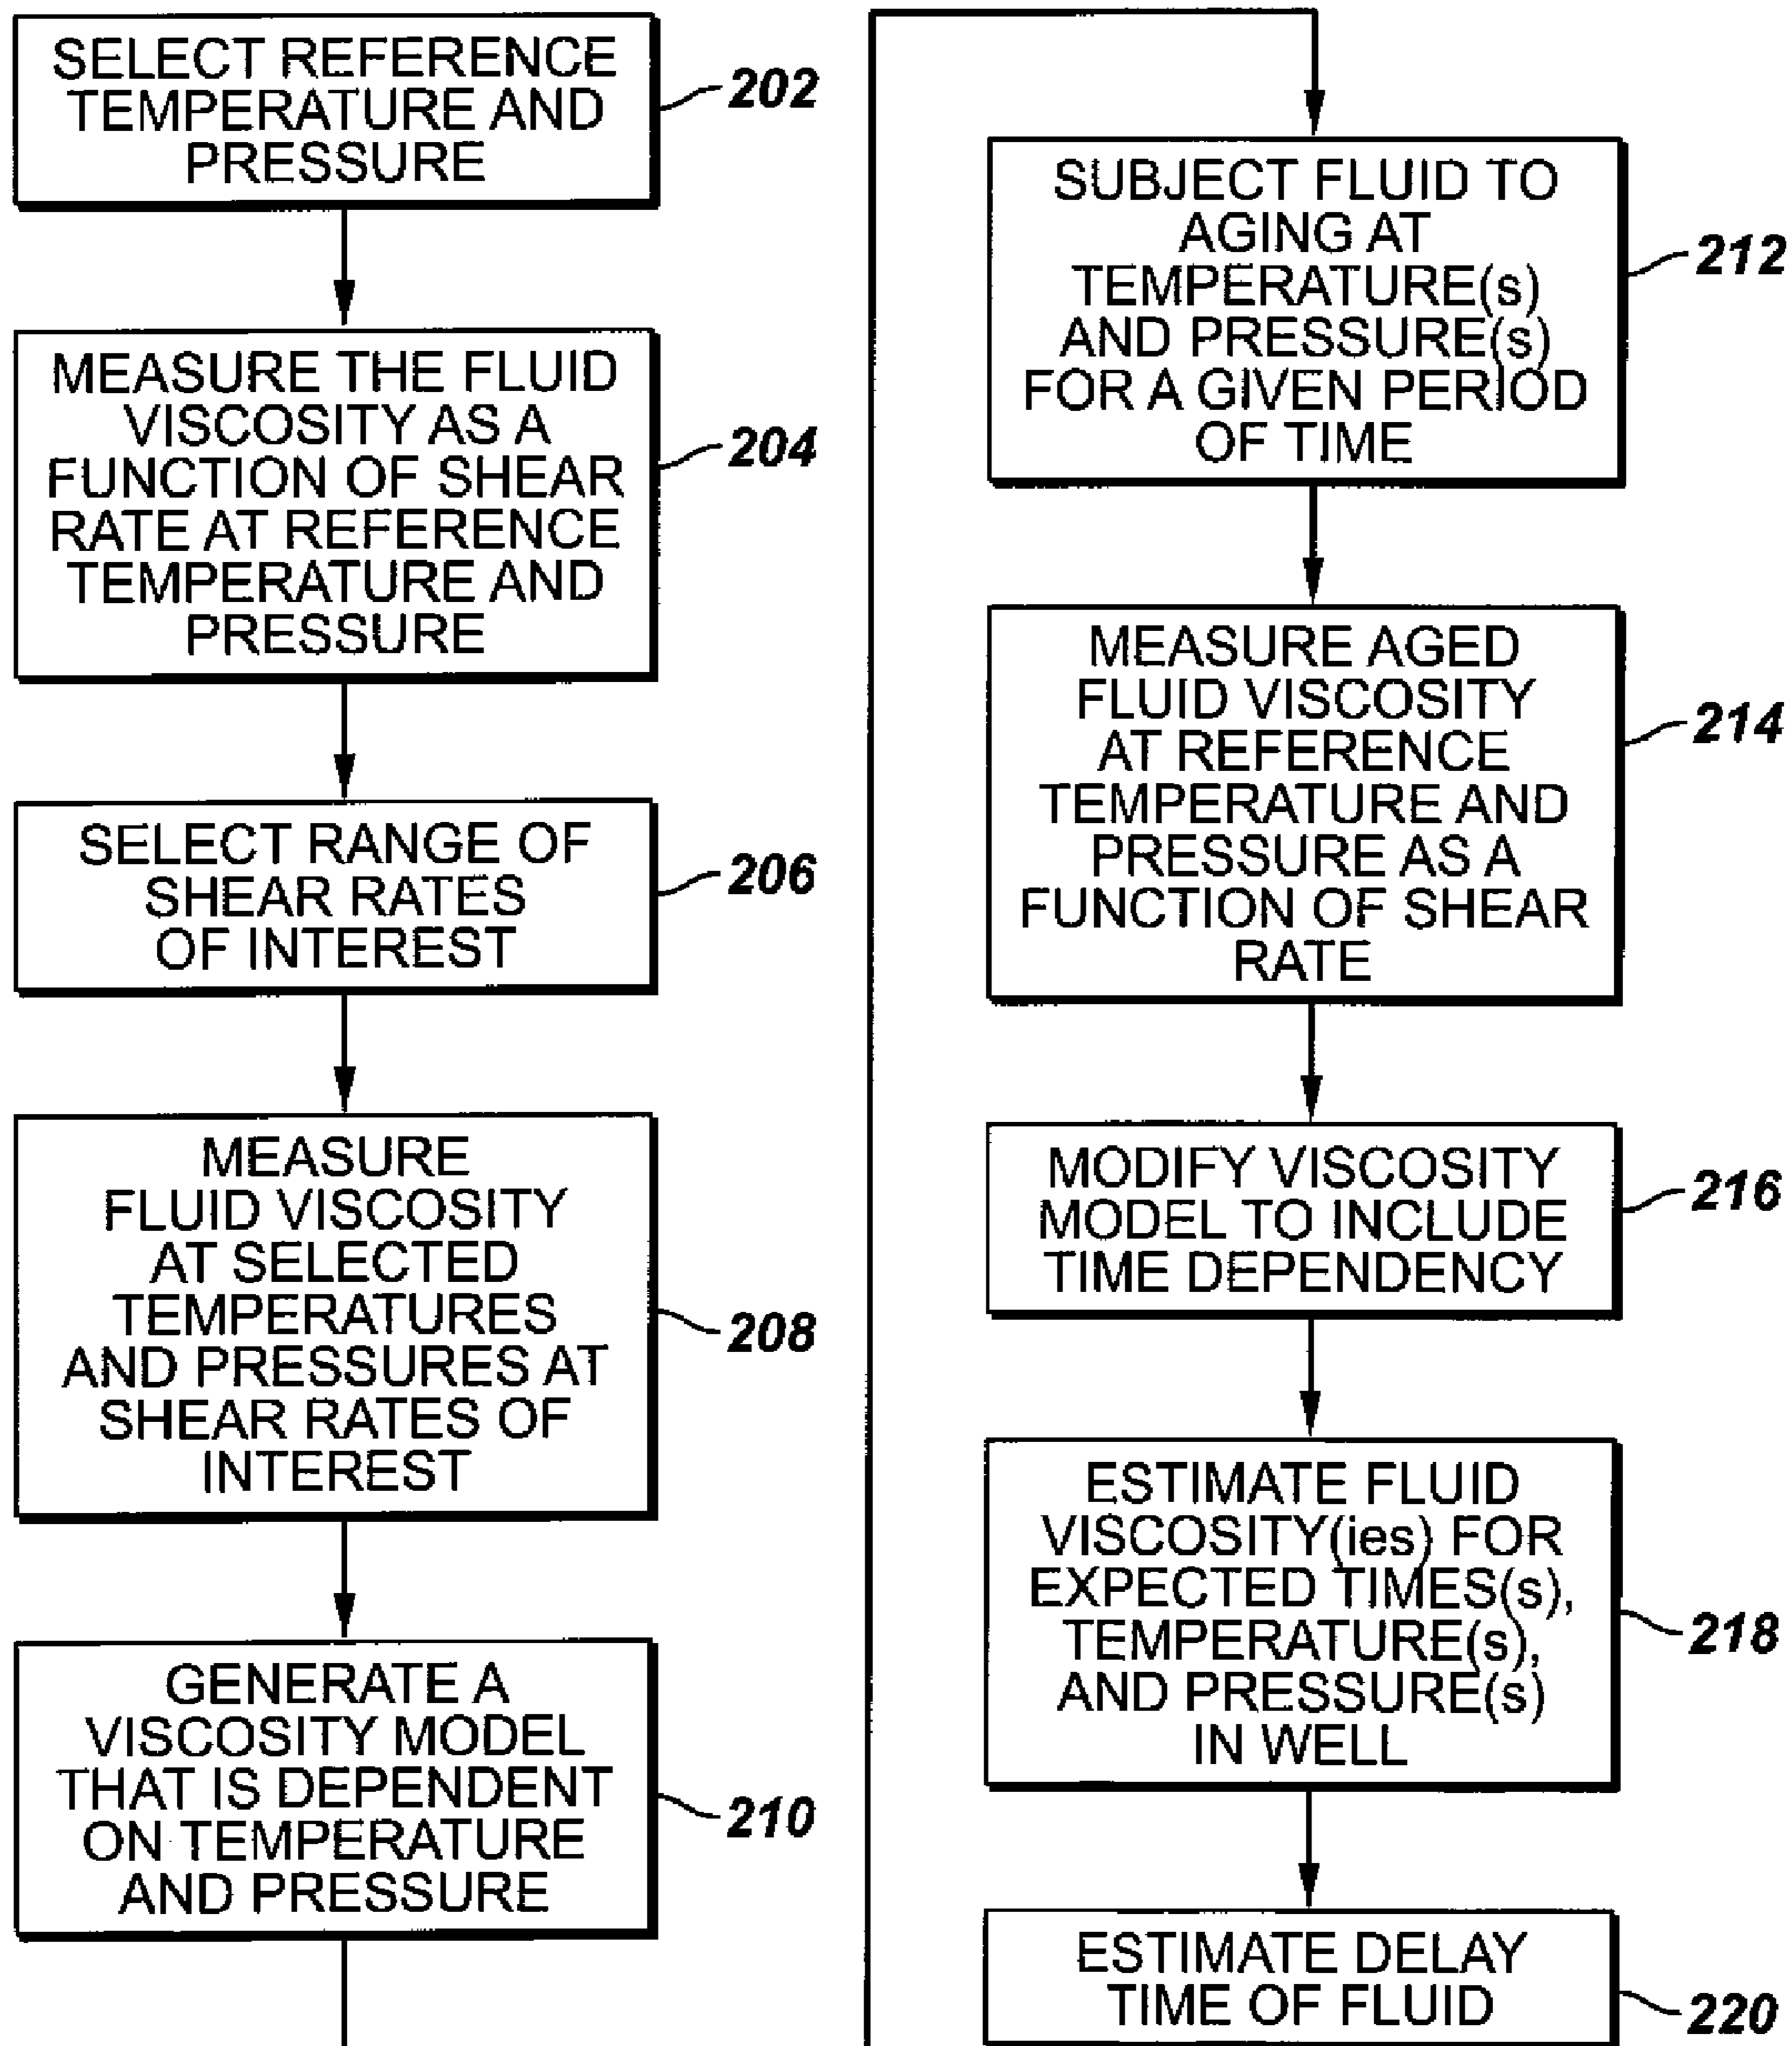 SELECT REFERENCE
TEMPERATURE AND
PRESSURE
202
MEASURE THE FLUID
VISCOSITY AS A
FUNCTION OF SHEAR
RATE AT REFERENCE
TEMPERATURE AND
PRESSURE
204
SELECT RANGE OF
SHEAR RATES
OF INTEREST
206
MEASURE
FLUID VISCOSITY
AT SELECTED
TEMPERATURES
AND PRESSURES AT
SHEAR RATES OF
INTEREST
208
GENERATE A
VISCOSITY MODEL
THAT IS DEPENDENT
ON TEMPERATURE
AND PRESSURE
210
SUBJECT FLUID TO
AGING AT
TEMPERATURE(s)
AND PRESSURE(s)
FOR A GIVEN PERIOD
OF TIME
212
MEASURE AGED
FLUID VISCOSITY
AT REFERENCE
TEMPERATURE AND
PRESSURE AS A
FUNCTION OF SHEAR
RATE
214
MODIFY VISCOSITY
MODEL TO INCLUDE
TIME DEPENDENCY
216
ESTIMATE FLUID
VISCOSITY(ies) FOR
EXPECTED TIMES(s),
TEMPERATURE(s),
AND PRESSURE(s)
IN WELL
218
ESTIMATE DELAY
TIME OF FLUID
220